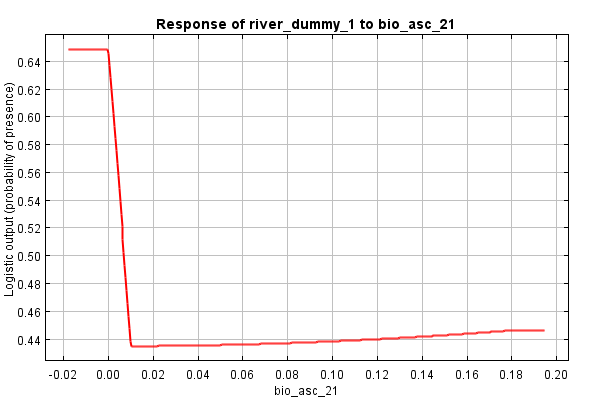 Response of river_dummy_1 to bio_asc_21
Logistic output (probability of presence)
0.64
0.62
0.60
0.58
0.56
0.54
0.52
0.50
0.48
0.46
0.44
-0.02 0.00 0.02 0.04 0.06 0.08 0.10 0.12 0.14 0.16 0.18 0.20
bio_asc_21